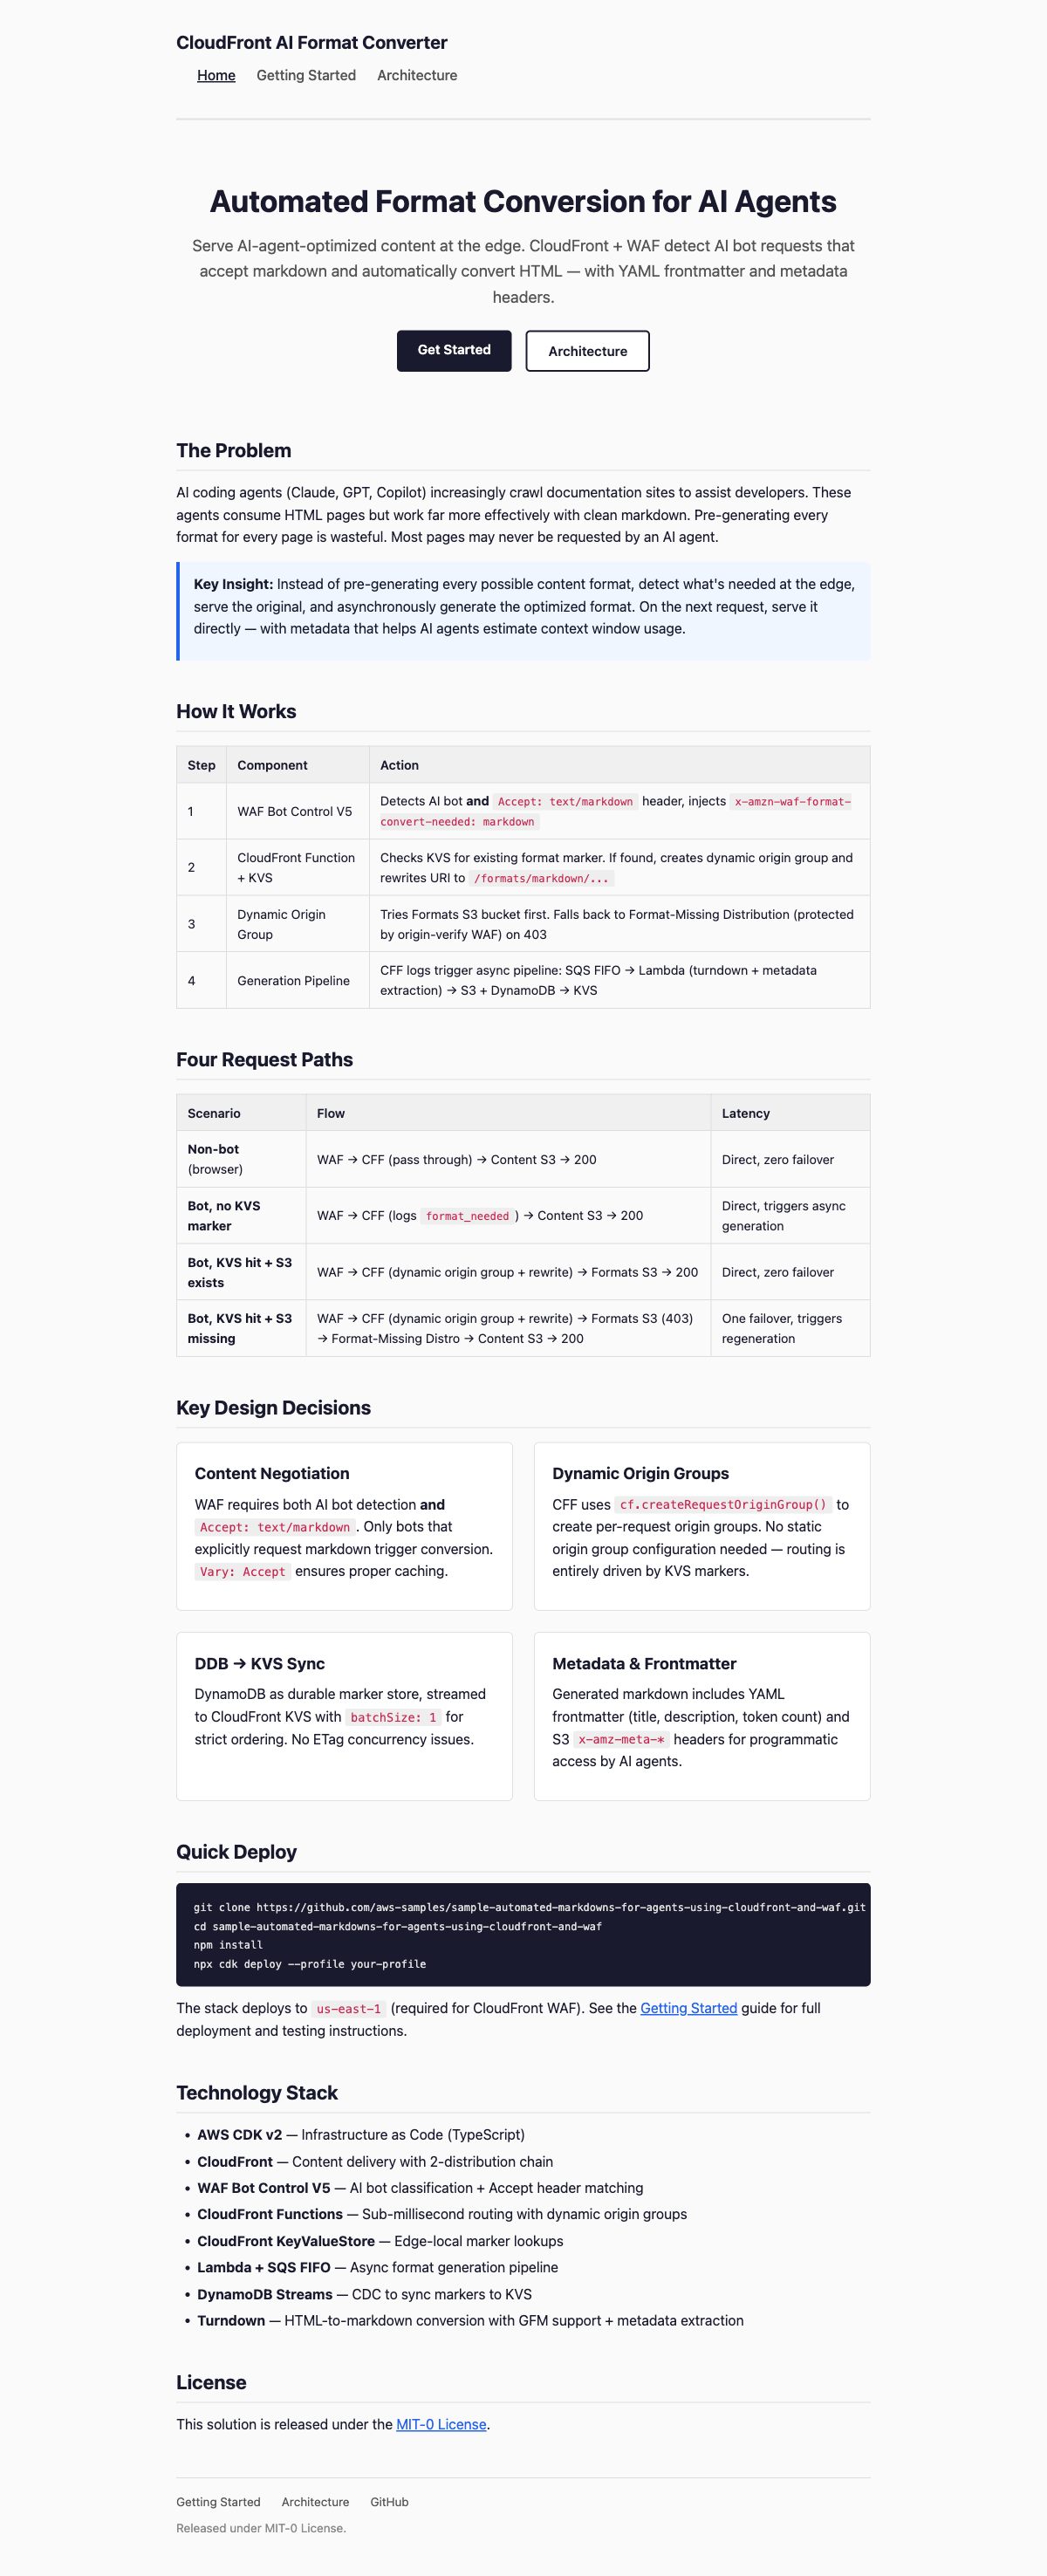 CloudFront AI Format Converter
Home Getting Started Architecture
Automated Format Conversion for AI Agents
Serve AI-agent-optimized content at the edge. CloudFront + WAF detect AI bot requests that
accept markdown and automatically convert HTML — with YAML frontmatter and metadata
headers.
Get Started Architecture
The Problem
AI coding agents (Claude, GPT, Copilot) increasingly crawl documentation sites to assist developers. These
agents consume HTML pages but work far more effectively with clean markdown. Pre-generating every
format for every page is wasteful. Most pages may never be requested by an AI agent.
Key Insight: Instead of pre-generating every possible content format, detect what's needed at the edge,
serve the original, and asynchronously generate the optimized format. On the next request, serve it
directly — with metadata that helps AI agents estimate context window usage.
How It Works
Step Component Action
1 WAF Bot Control V5 Detects AI bot and Accept: text/markdown header, injects x-amzn-waf-format-
convert-needed: markdown
2 CloudFront Function
+ KVS
Checks KVS for existing format marker. If found, creates dynamic origin group and
rewrites URI to /formats/markdown/...
3 Dynamic Origin
Group
Tries Formats S3 bucket first. Falls back to Format-Missing Distribution (protected
by origin-verify WAF) on 403
4 Generation Pipeline CFF logs trigger async pipeline: SQS FIFO → Lambda (turndown + metadata
extraction) → S3 + DynamoDB → KVS
Four Request Paths
Scenario Flow Latency
Non-bot
(browser)
WAF → CFF (pass through) → Content S3 → 200
Direct, zero failover
Bot, no KVS
marker
WAF → CFF (logs format_needed ) → Content S3 → 200
Direct, triggers async
generation
Bot, KVS hit + S3
exists
WAF → CFF (dynamic origin group + rewrite) → Formats S3 → 200
Direct, zero failover
Bot, KVS hit + S3
missing
WAF → CFF (dynamic origin group + rewrite) → Formats S3 (403)
→ Format-Missing Distro → Content S3 → 200
One failover, triggers
regeneration
Key Design Decisions
Content Negotiation
WAF requires both AI bot detection and
Accept: text/markdown . Only bots that
explicitly request markdown trigger conversion.
Vary: Accept ensures proper caching.
Dynamic Origin Groups
CFF uses cf.createRequestOriginGroup() to
create per-request origin groups. No static
origin group configuration needed — routing is
entirely driven by KVS markers.
DDB → KVS Sync
DynamoDB as durable marker store, streamed
to CloudFront KVS with batchSize: 1 for
strict ordering. No ETag concurrency issues.
Metadata & Frontmatter
Generated markdown includes YAML
frontmatter (title, description, token count) and
S3 x-amz-meta-* headers for programmatic
access by AI agents.
Quick Deploy
git clone https://github.com/aws-samples/sample-automated-markdowns-for-agents-using-cloudfront-and-waf.git
cd sample-automated-markdowns-for-agents-using-cloudfront-and-waf
npm install
npx cdk deploy --profile your-profile
The stack deploys to us-east-1 (required for CloudFront WAF). See the Getting Started guide for full
deployment and testing instructions.
Technology Stack
• AWS CDK v2 — Infrastructure as Code (TypeScript)
• CloudFront — Content delivery with 2-distribution chain
• WAF Bot Control V5 — AI bot classification + Accept header matching
• CloudFront Functions — Sub-millisecond routing with dynamic origin groups
• CloudFront KeyValueStore — Edge-local marker lookups
• Lambda + SQS FIFO — Async format generation pipeline
• DynamoDB Streams — CDC to sync markers to KVS
• Turndown — HTML-to-markdown conversion with GFM support + metadata extraction
License
This solution is released under the MIT-0 License.
Getting Started Architecture GitHub
Released under MIT-0 License.